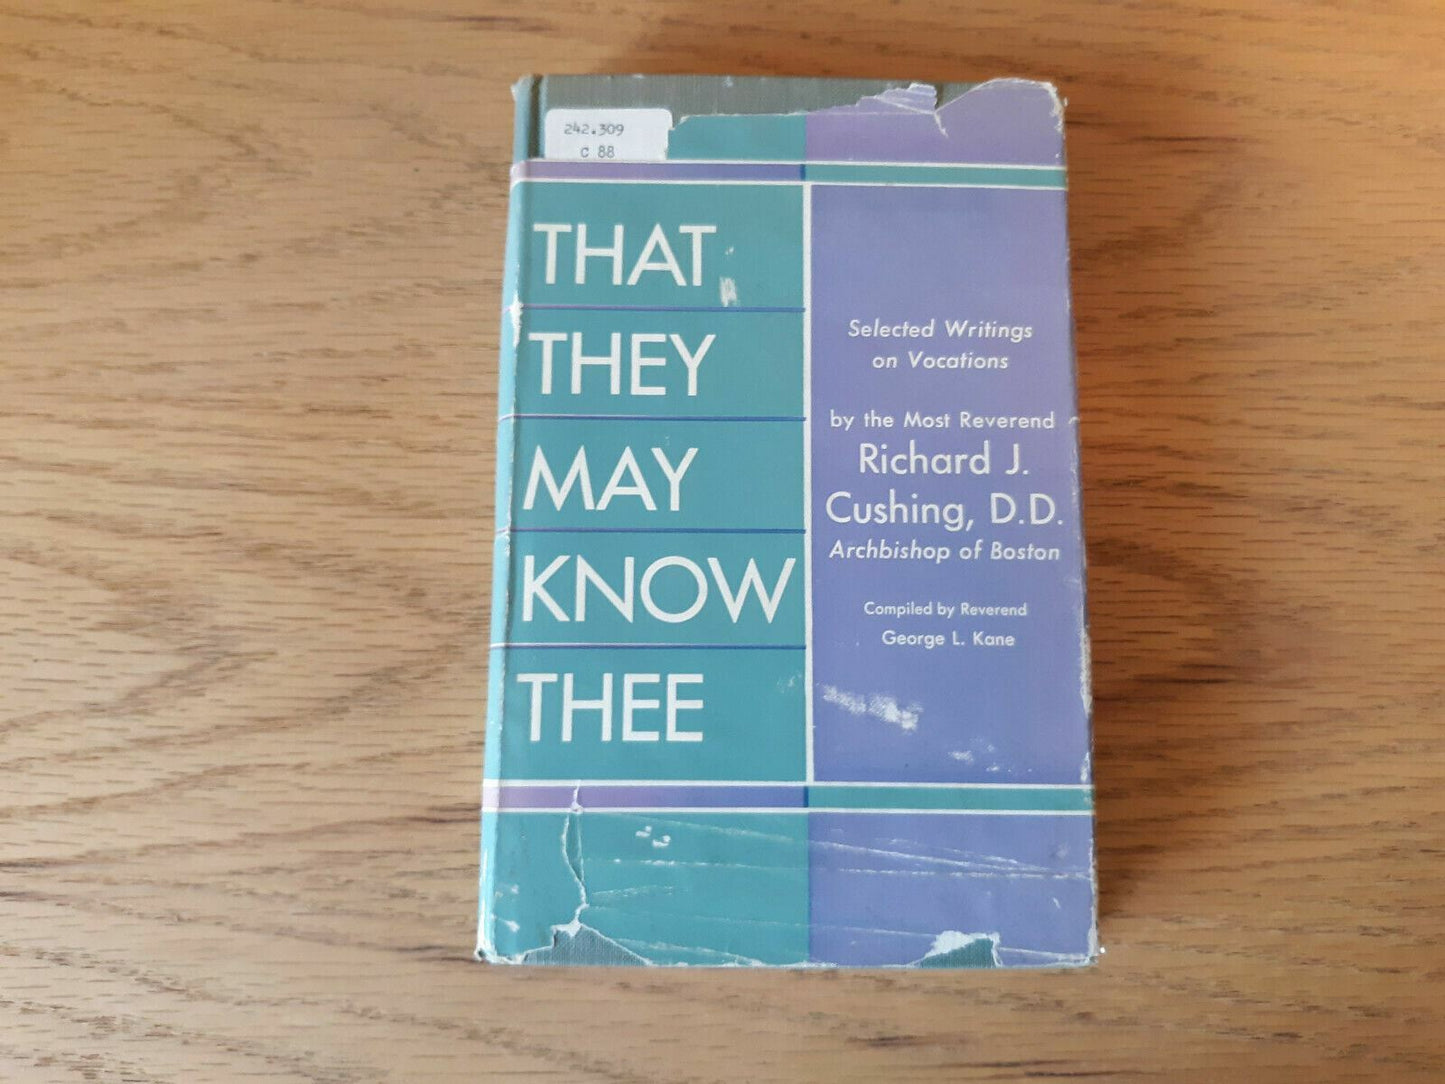 242.309
c 88
THAT
THEY
MAY
KNOW
THEE
Selected Writings
on Vocations
by the Most Reverend
Richard J.
Cushing, D.D.
Archbishop of Boston
Compiled by Reverend
George L. Kane